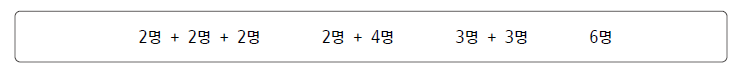 2명 + 2명 + 2명 2명 + 4명 3명 + 3명 6명